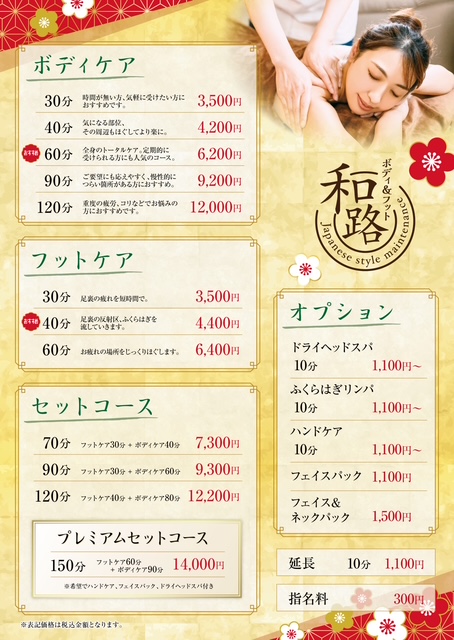 ボディケア
30分 時間が無い方、気軽に受けたい方に
おすすめです。 3,500円
40分 気になる部位、
その周辺もほぐしてより楽に。 4,200円
おすすめ 60分 全身のトータルケア。定期的に
受けられる方にも人気のコース。 6,200円
90分 ご要望にも応えやすく、慢性的に
つらい箇所がある方におすすめ。 9,200円
120分 重度の疲労、コリなどでお悩みの
方におすすめです。 12,000円
ボディ&フット
和路
Japanese style maintenance
フットケア
30分 足裏の疲れを短時間で。 3,500円
おすすめ 40分 足裏の反射区、ふくらはぎを
流していきます。 4,400円
60分 お疲れの場所をじっくりほぐします。 6,400円
セットコース
70分 フットケア30分 + ボディケア40分 7,300円
90分 フットケア30分 + ボディケア60分 9,300円
120分 フットケア40分 + ボディケア80分 12,200円
プレミアムセットコース
150分 フットケア60分
+ ボディケア90分 14,000円
※希望でハンドケア、フェイスパック、ドライヘッドスパ付き
オプション
ドライヘッドスパ
10分 1,100円〜
ふくらはぎリンパ
10分 1,100円〜
ハンドケア
10分 1,100円〜
フェイスパック 1,100円
フェイス&
ネックパック 1,500円
延長 10分 1,100円
指名料 300円
※表記価格は税込金額となります。